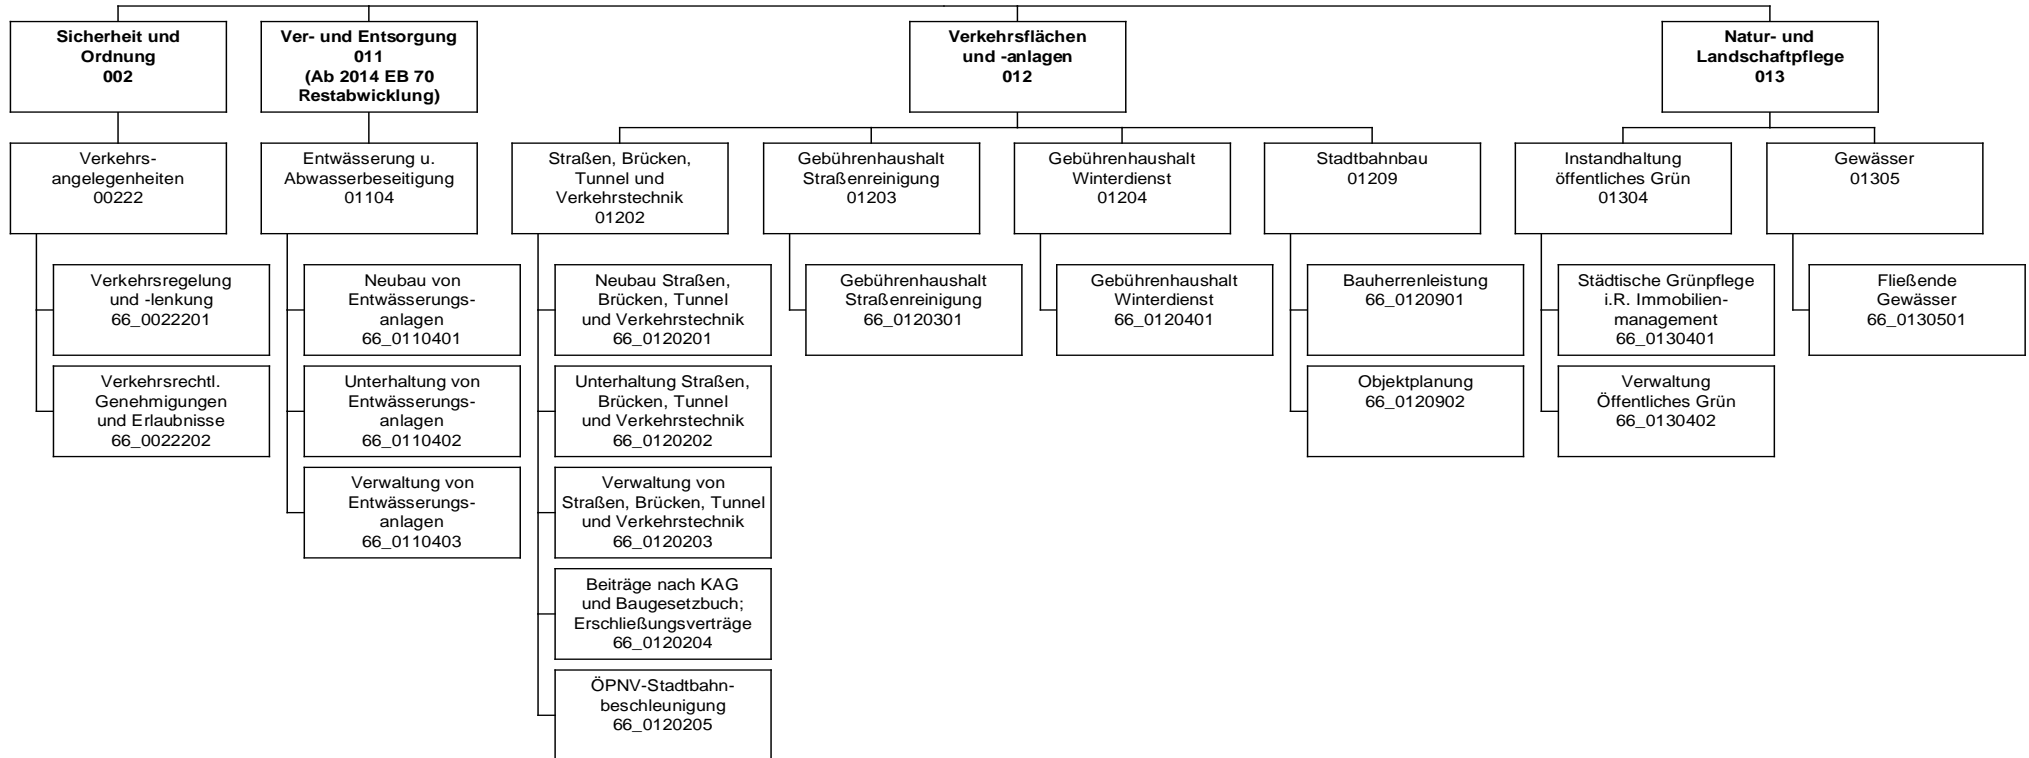 Sicherheit und
Ordnung
002
Ver- und Entsorgung
011
(Ab 2014 EB 70
Restabwicklung)
Verkehrsflächen
und -anlagen
012
Natur- und
Landschaftpflege
013
Verkehrs-
angelegenheiten
00222
Entwässerung u.
Abwasserbeseitigung
01104
Straßen, Brücken,
Tunnel und
Verkehrstechnik
01202
Gebührenhaushalt
Straßenreinigung
01203
Gebührenhaushalt
Winterdienst
01204
Stadtbahnbau
01209
Instandhaltung
öffentliches Grün
01304
Gewässer
01305
Verkehrsregelung
und -lenkung
66_0022201
Neubau von
Entwässerungs-
anlagen
66_0110401
Neubau Straßen,
Brücken, Tunnel
und Verkehrstechnik
66_0120201
Gebührenhaushalt
Straßenreinigung
66_0120301
Gebührenhaushalt
Winterdienst
66_0120401
Bauherrenleistung
66_0120901
Städtische Grünpflege
i.R. Immobilien-
management
66_0130401
Fließende
Gewässer
66_0130501
Verkehrsrechtl.
Genehmigungen
und Erlaubnisse
66_0022202
Unterhaltung von
Entwässerungs-
anlagen
66_0110402
Unterhaltung Straßen,
Brücken, Tunnel
und Verkehrstechnik
66_0120202
Objektplanung
66_0120902
Verwaltung
Öffentliches Grün
66_0130402
Verwaltung von
Entwässerungs-
anlagen
66_0110403
Verwaltung von
Straßen, Brücken, Tunnel
und Verkehrstechnik
66_0120203
Beiträge nach KAG
und Baugesetzbuch;
Erschließungsverträge
66_0120204
ÖPNV-Stadtbahn-
beschleunigung
66_0120205